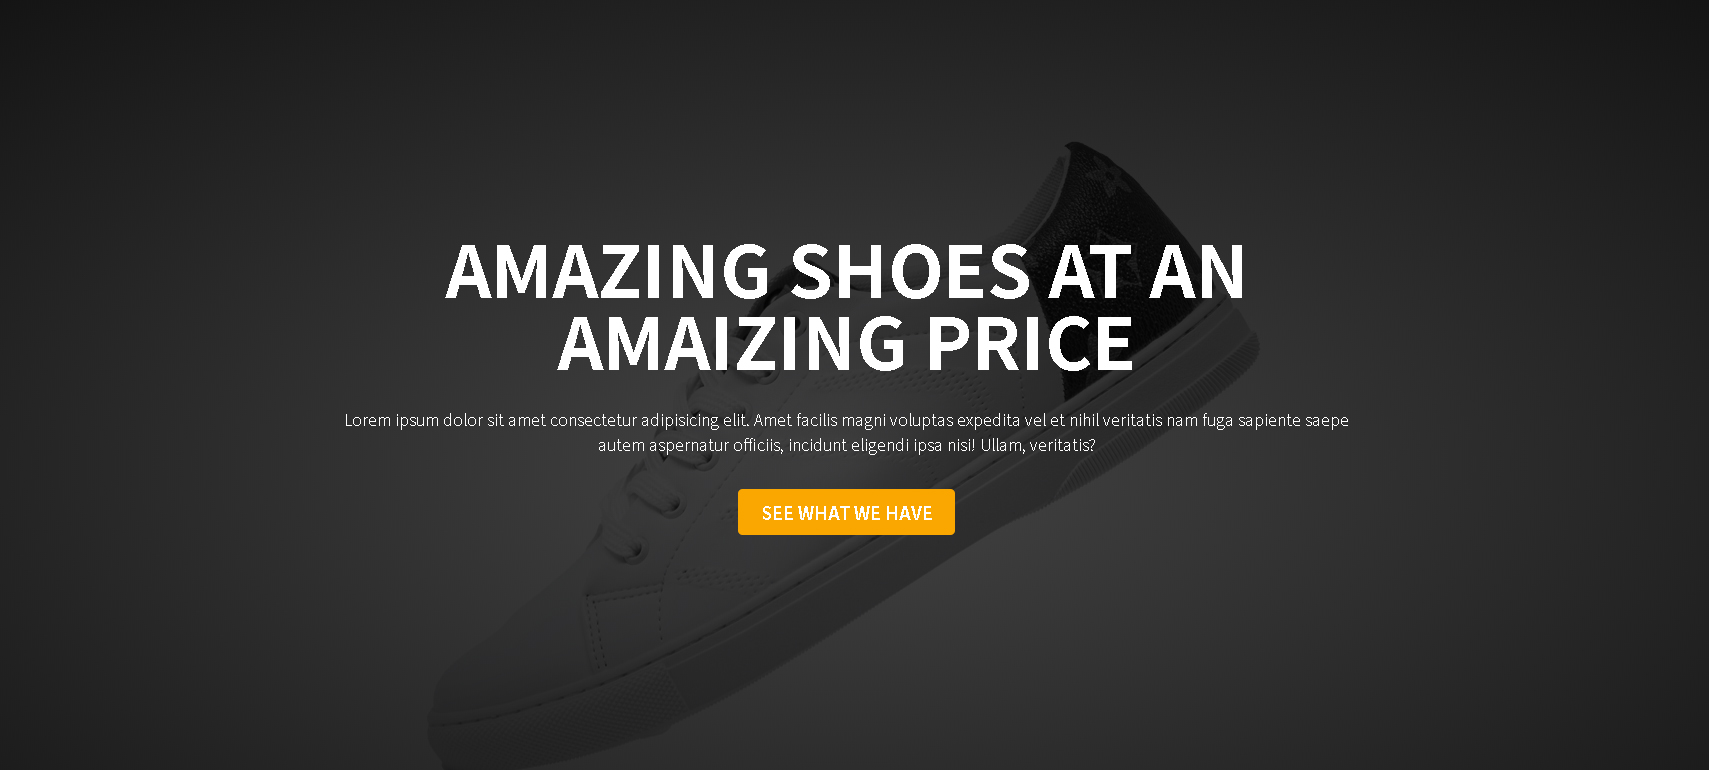 AMAZING SHOES AT AN
AMAIZING PRICE
Lorem ipsum dolor sit amet consectetur adipisicing elit. Amet facilis magni voluptas expedita vel et nihil veritatis nam fuga sapiente saepe
autem aspernatur officiis, incidunt eligendi ipsa nisi! Ullam, veritatis?
SEE WHAT WE HAVE